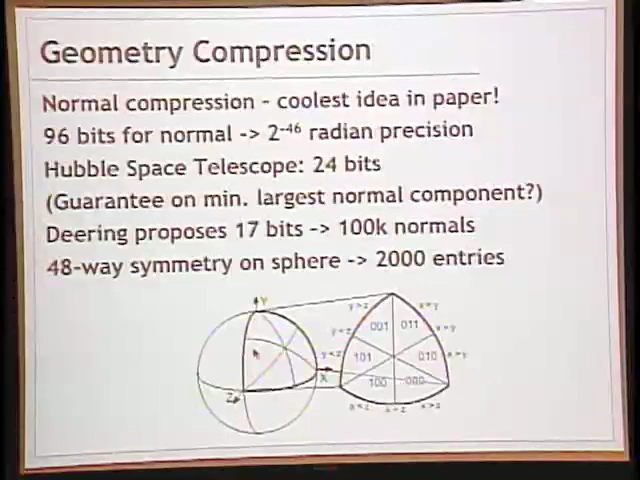 Geometry Compression
Normal compression - coolest idea in paper!
96 bits for normal -> 2-46 radian precision
Hubble Space Telescope: 24 bits
(Guarantee on min. largest normal component?)
Deering proposes 17 bits -> 100k normals
48-way symmetry on sphere -> 2000 entries
Y
X
Z
001
011
101
010
100
000